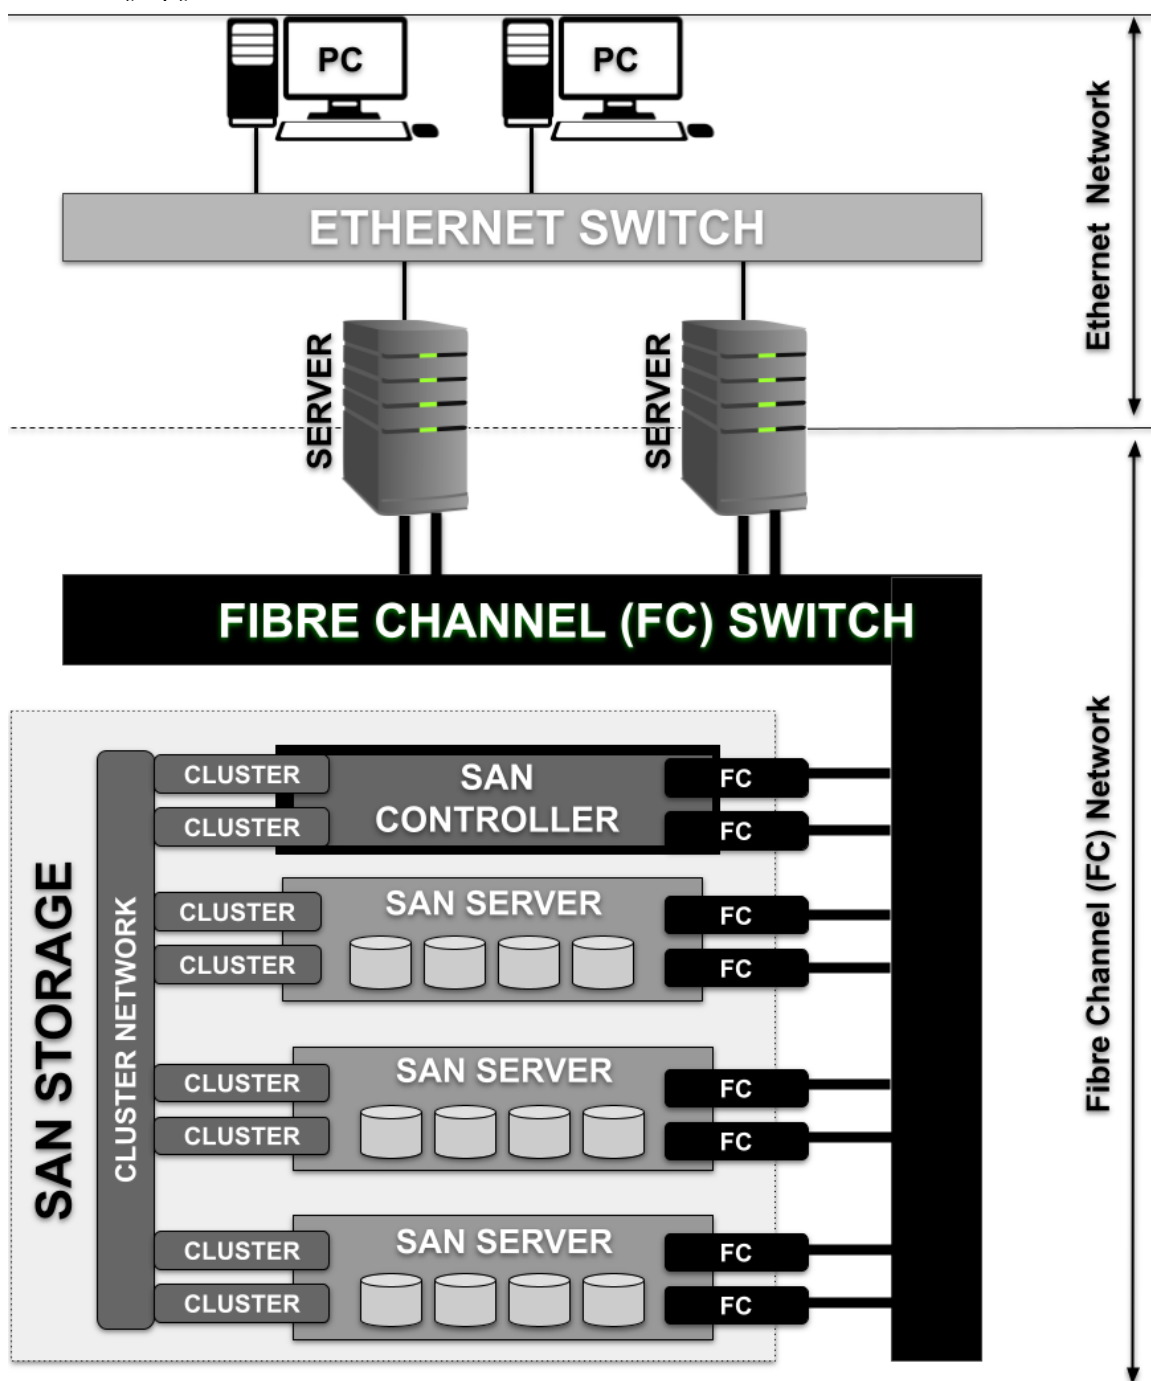 PC
PC
Ethernet Network
ETHERNET SWITCH
SERVER
SERVER
FIBRE CHANNEL (FC) SWITCH
Fibre Channel (FC) Network
SAN STORAGE
CLUSTER NETWORK
CLUSTER
SAN
FC
CLUSTER
CONTROLLER
FC
CLUSTER
SAN SERVER
FC
CLUSTER
FC
CLUSTER
SAN SERVER
FC
CLUSTER
FC
CLUSTER
SAN SERVER
FC
CLUSTER
FC